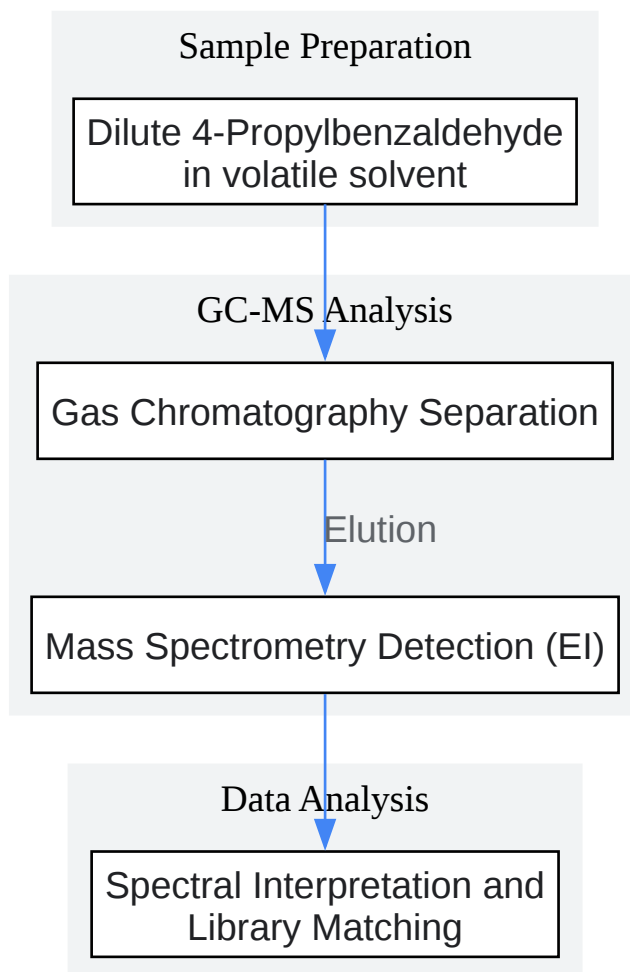 Sample Preparation
Dilute 4-Propylbenzaldehyde
in volatile solvent
GC-MS Analysis
Gas Chromatography Separation
Elution
Mass Spectrometry Detection (EI)
Data Analysis
Spectral Interpretation and
Library Matching